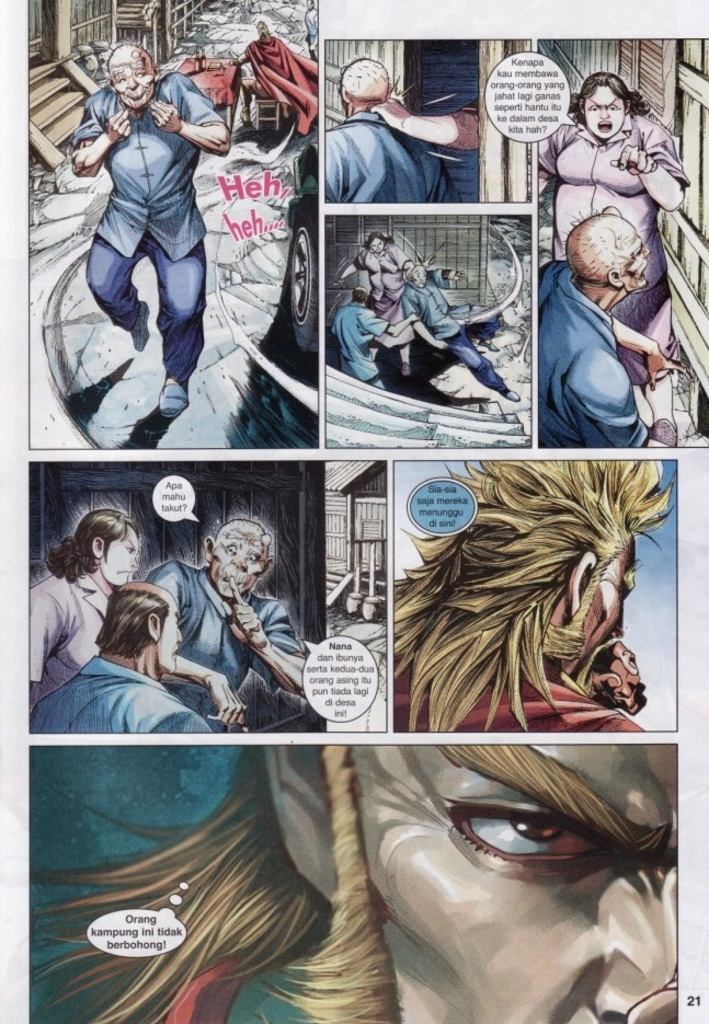 Heh,
heh....
Kenapa
kau membawa
orang-orang yang
jahat lagi ganas
seperti hantu itu
ke dalam desa
kita?
Apa
mahu
takut?
Nana
dan ibunya
serta kedua-dua
orang asing itu
pun tiada lagi
di desa
ini!
Sia-sia
saja mereka
menunggu
di sini!
Orang
kampung ini tidak
berbohong!
21